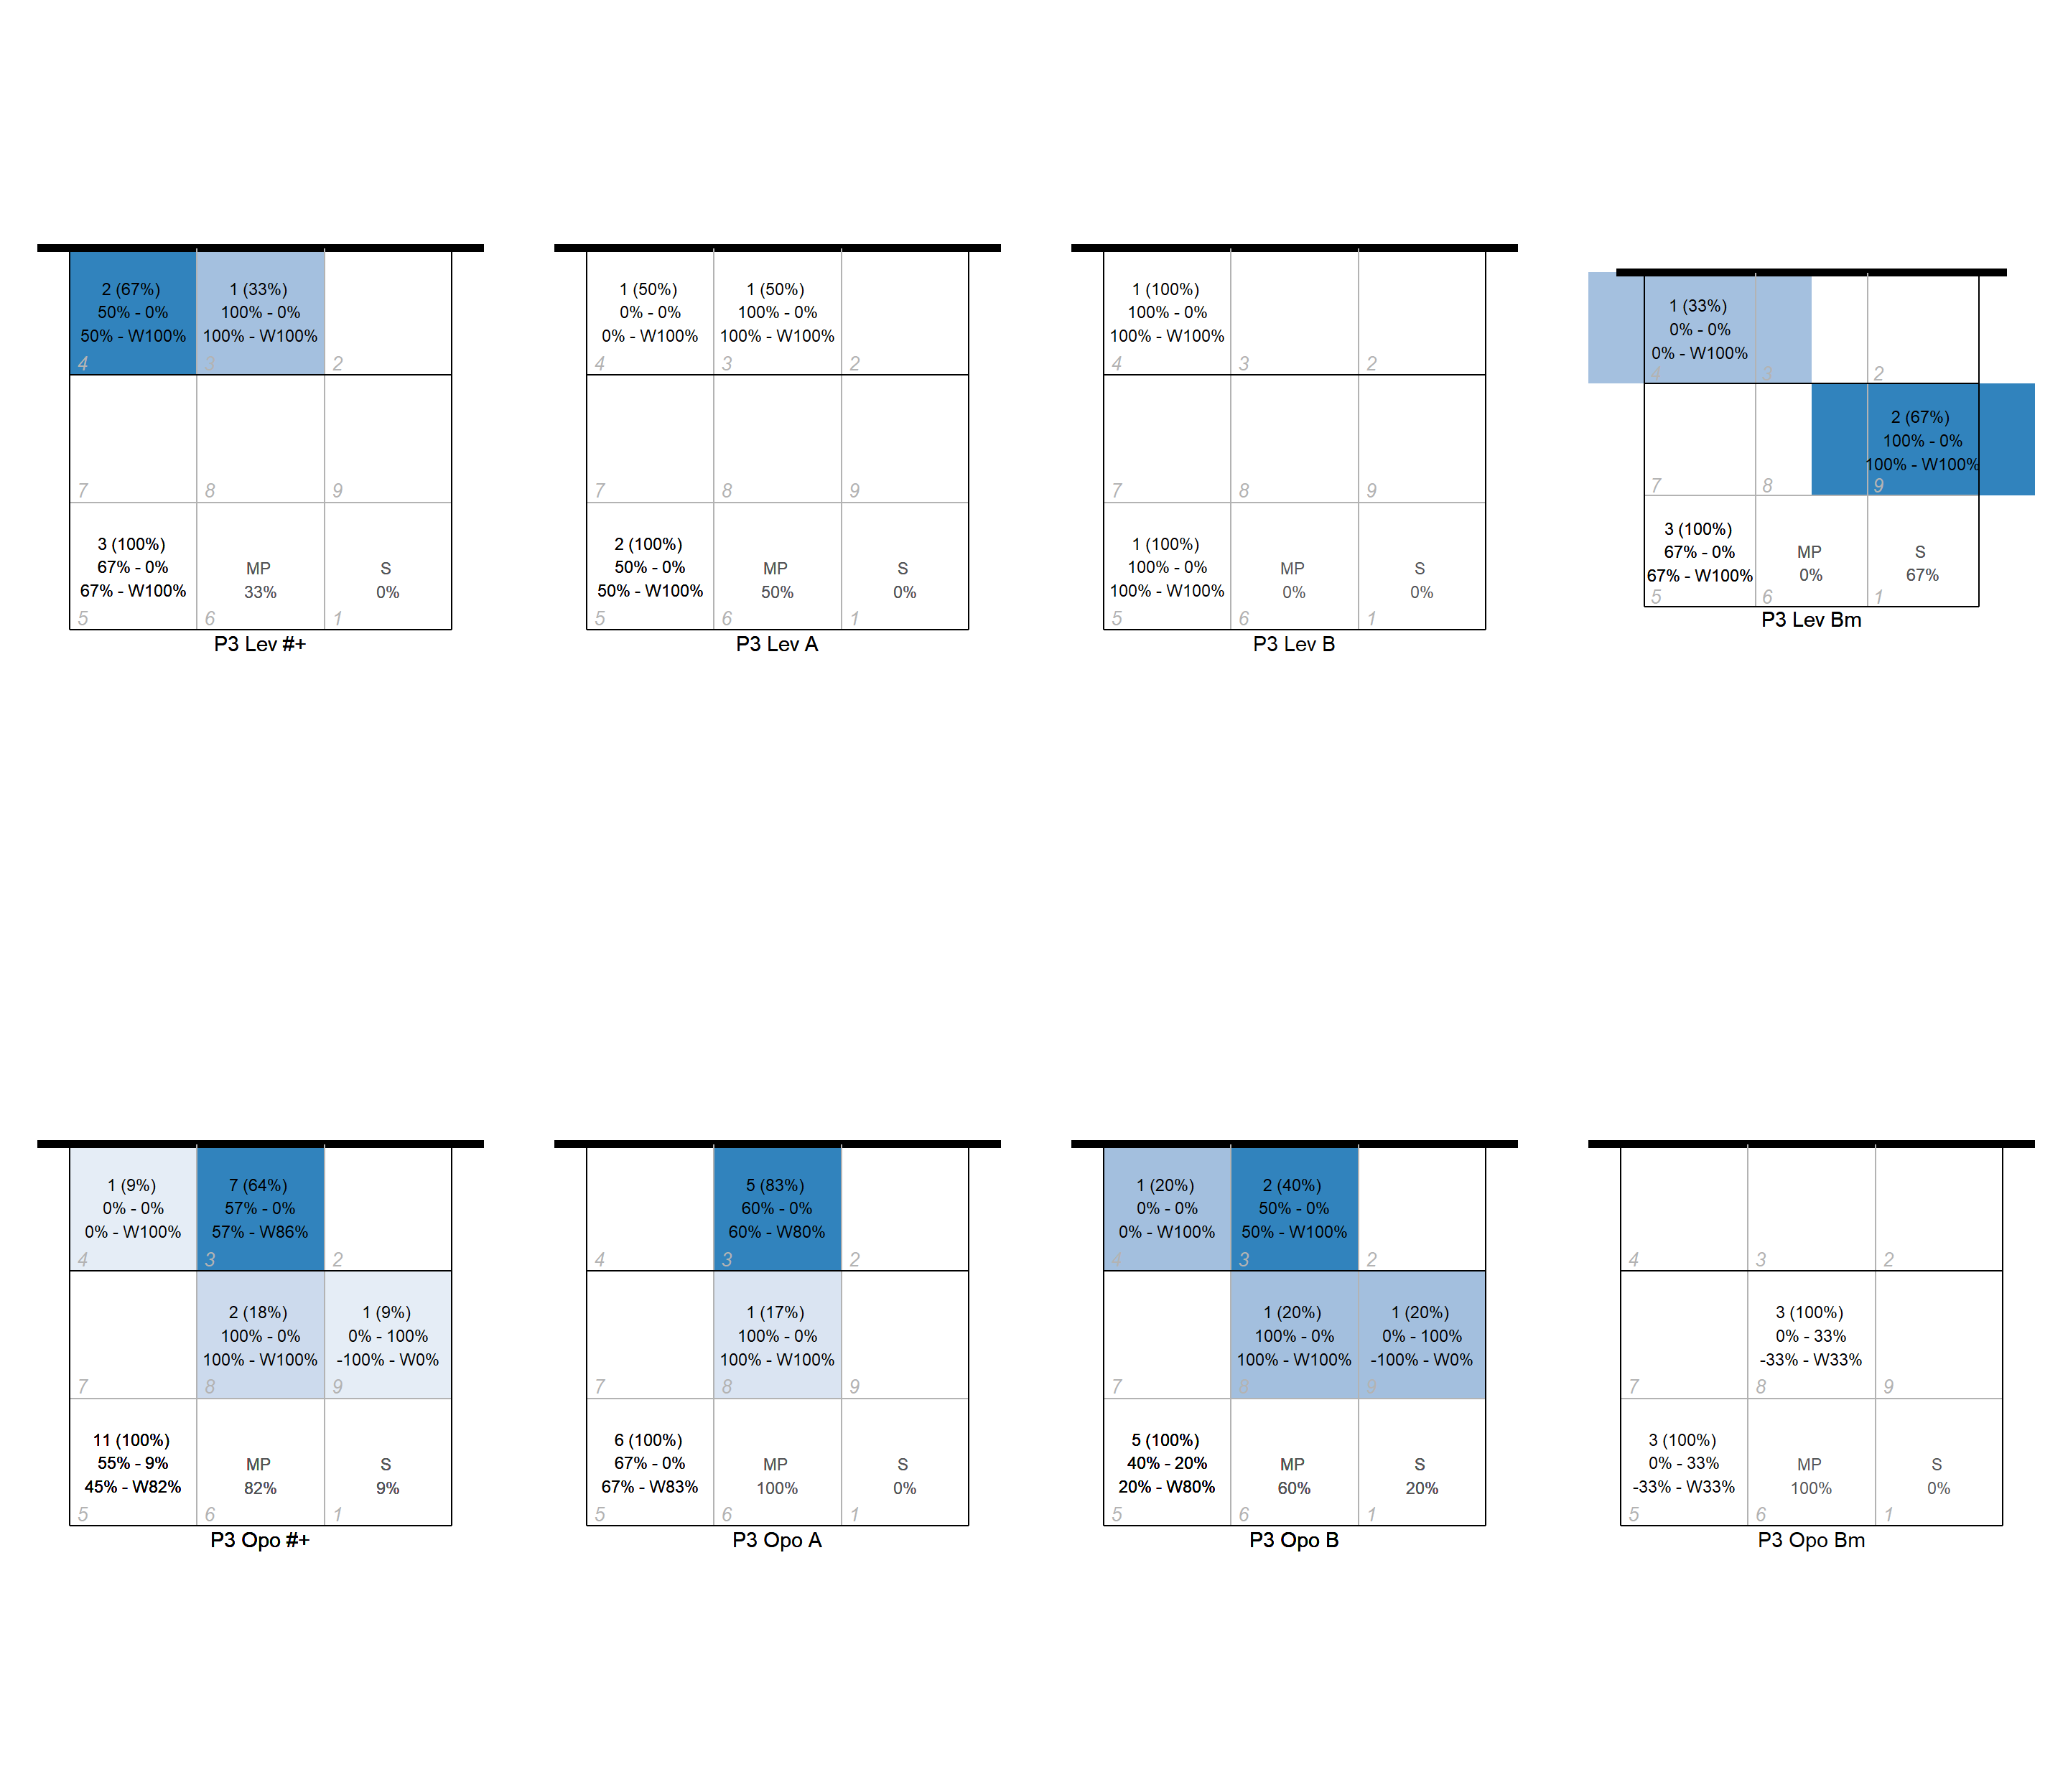 2 (67%)
50% - 0%
50% - W100%
4
1 (33%)
100% - 0%
100% - W100%
3
2
7
8
9
3 (100%)
67% - 0%
67% - W100%
5
MP
33%
6
S
0%
1
P3 Lev #+
1 (50%)
0% - 0%
0% - W100%
4
1 (50%)
100% - 0%
100% - W100%
3
2
7
8
9
2 (100%)
50% - 0%
50% - W100%
5
MP
50%
6
S
0%
1
P3 Lev A
1 (100%)
100% - 0%
100% - W100%
4
3
2
7
8
9
1 (100%)
100% - 0%
100% - W100%
5
MP
0%
6
S
0%
1
P3 Lev B
1 (33%)
0% - 0%
0% - W100%
4
3
2
7
8
2 (67%)
100% - 0%
100% - W100%
9
3 (100%)
67% - 0%
67% - W100%
5
MP
0%
6
S
67%
1
P3 Lev Bm
1 (9%)
0% - 0%
0% - W100%
4
7 (64%)
57% - 0%
57% - W86%
3
2
7
2 (18%)
100% - 0%
100% - W100%
8
1 (9%)
0% - 100%
-100% - W0%
9
11 (100%)
55% - 9%
45% - W82%
5
MP
82%
6
S
9%
1
P3 Opo #+
4
5 (83%)
60% - 0%
60% - W80%
3
2
7
1 (17%)
100% - 0%
100% - W100%
8
9
6 (100%)
67% - 0%
67% - W83%
5
MP
100%
6
S
0%
1
P3 Opo A
1 (20%)
0% - 0%
0% - W100%
4
2 (40%)
50% - 0%
50% - W100%
3
2
7
1 (20%)
100% - 0%
100% - W100%
8
1 (20%)
0% - 100%
-100% - W0%
9
5 (100%)
40% - 20%
20% - W80%
5
MP
60%
6
S
20%
1
P3 Opo B
4
3
2
7
3 (100%)
0% - 33%
-33% - W33%
8
9
3 (100%)
0% - 33%
-33% - W33%
5
MP
100%
6
S
0%
1
P3 Opo Bm